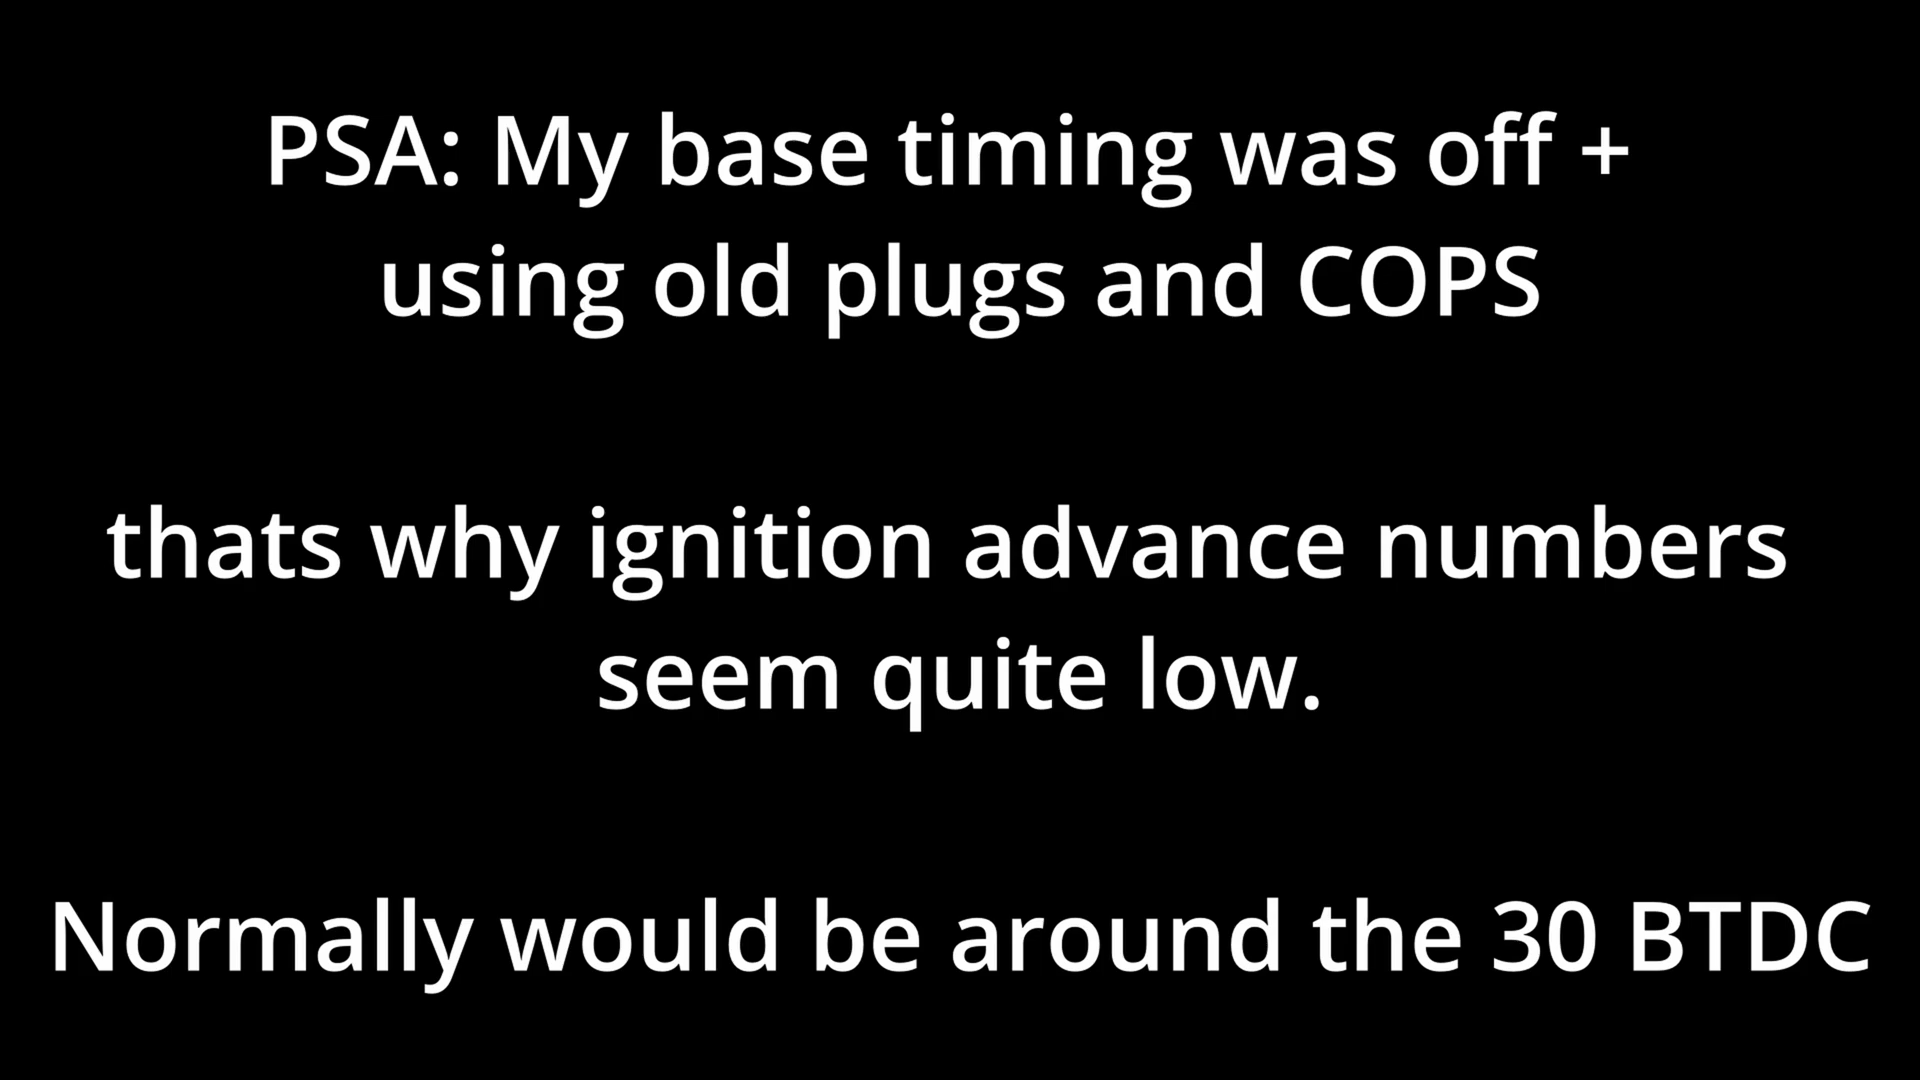 PSA: My base timing was off +
using old plugs and COPS
thats why ignition advance numbers
seem quite low.
Normally would be around the 30 BTDC